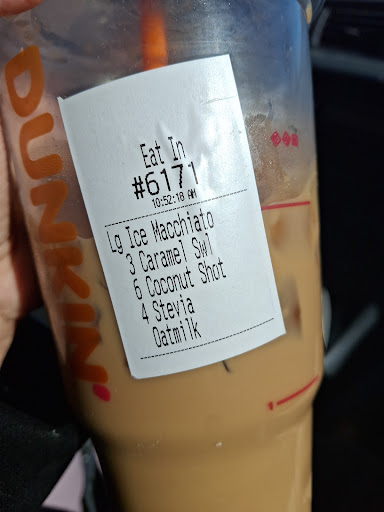 DUNKIN'
Eat In
#6171
10:52:18 AM
Lg Ice Macchiato
3 Caramel Swl
6 Coconut Shot
4 Stevia
Oatmilk